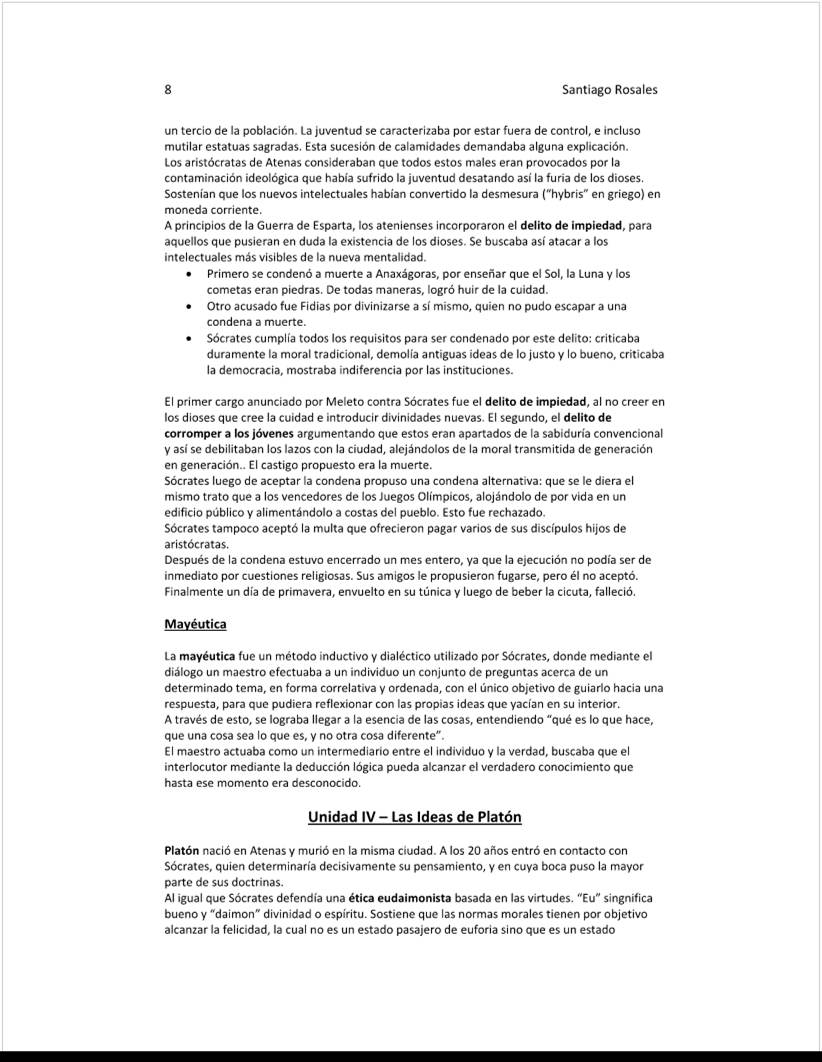 8 Santiago Rosales
un tercio de la población. La juventud se caracterizaba por estar fuera de control, e incluso
mutilar estatuas sagradas. Esta sucesión de calamidades demandaba alguna explicación.
Los aristócratas de Atenas consideraban que todos estos males eran provocados por la
contaminación ideológica que había sufrido la juventud desatando así la furia de los dioses.
Sostenían que los nuevos intelectuales habían convertido la desmesura (“hybris” en griego) en
moneda corriente.
A principios de la Guerra de Esparta, los atenienses incorporaron el delito de impiedad, para
aquellos que pusieran en duda la existencia de los dioses. Se buscaba así atacar a los
intelectuales más visibles de la nueva mentalidad.
• Primero se condenó a muerte a Anaxágoras, por enseñar que el Sol, la Luna y los
cometas eran piedras. De todas maneras, logró huir de la cuidad.
• Otro acusado fue Fidias por divinizarse a sí mismo, quien no pudo escapar a una
condena a muerte.
• Sócrates cumplía todos los requisitos para ser condenado por este delito: criticaba
duramente la moral tradicional, demolía antiguas ideas de lo justo y lo bueno, criticaba
la democracia, mostraba indiferencia por las instituciones.
El primer cargo anunciado por Meleto contra Sócrates fue el delito de impiedad, al no creer en
los dioses que cree la cuidad e introducir divinidades nuevas. El segundo, el delito de
corromper a los jóvenes argumentando que estos eran apartados de la sabiduría convencional
y así se debilitaban los lazos con la ciudad, alejándolos de la moral transmitida de generación
en generación.. El castigo propuesto era la muerte.
Sócrates luego de aceptar la condena propuso una condena alternativa: que se le diera el
mismo trato que a los vencedores de los Juegos Olímpicos, alojándolo de por vida en un
edificio público y alimentándolo a costas del pueblo. Esto fue rechazado.
Sócrates tampoco aceptó la multa que ofrecieron pagar varios de sus discípulos hijos de
aristócratas.
Después de la condena estuvo encerrado un mes entero, ya que la ejecución no podía ser de
inmediato por cuestiones religiosas. Sus amigos le propusieron fugarse, pero él no aceptó.
Finalmente un día de primavera, envuelto en su túnica y luego de beber la cicuta, falleció.
Mayéutica
La mayéutica fue un método inductivo y dialéctico utilizado por Sócrates, donde mediante el
diálogo un maestro efectuaba a un individuo un conjunto de preguntas acerca de un
determinado tema, en forma correlativa y ordenada, con el único objetivo de guiarlo hacia una
respuesta, para que pudiera reflexionar con las propias ideas que yacían en su interior.
A través de esto, se lograba llegar a la esencia de las cosas, entendiendo “qué es lo que hace,
que una cosa sea lo que es, y no otra cosa diferente”.
El maestro actuaba como un intermediario entre el individuo y la verdad, buscaba que el
interlocutor mediante la deducción lógica pueda alcanzar el verdadero conocimiento que
hasta ese momento era desconocido.
Unidad IV – Las Ideas de Platón
Platón nació en Atenas y murió en la misma ciudad. A los 20 años entró en contacto con
Sócrates, quien determinaría decisivamente su pensamiento, y en cuya boca puso la mayor
parte de sus doctrinas.
Al igual que Sócrates defendía una ética eudaimonista basada en las virtudes. “Eu” singnifica
bueno y “daimon” divinidad o espíritu. Sostiene que las normas morales tienen por objetivo
alcanzar la felicidad, la cual no es un estado pasajero de euforia sino que es un estado